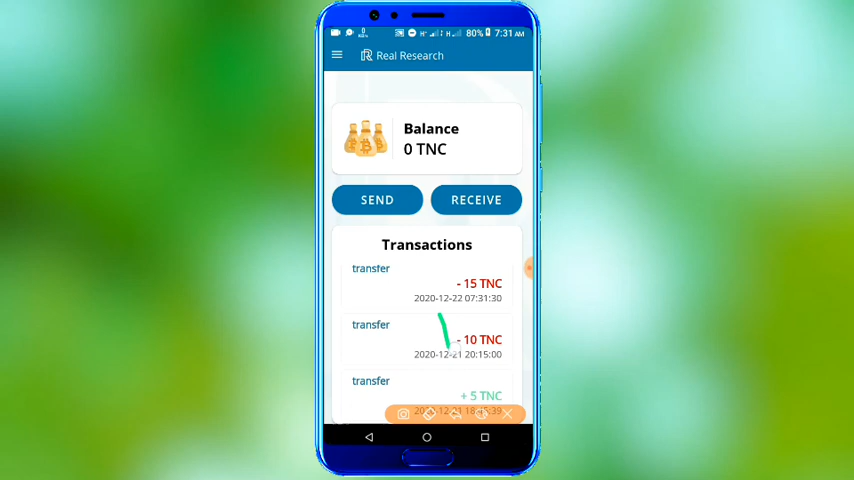 80% 7:31 AM
Real Research
Balance
0 TNC
SEND
RECEIVE
Transactions
transfer
- 15 TNC
2020-12-22 07:31:30
transfer
- 10 TNC
2020-12-21 20:15:00
transfer
+ 5 TNC